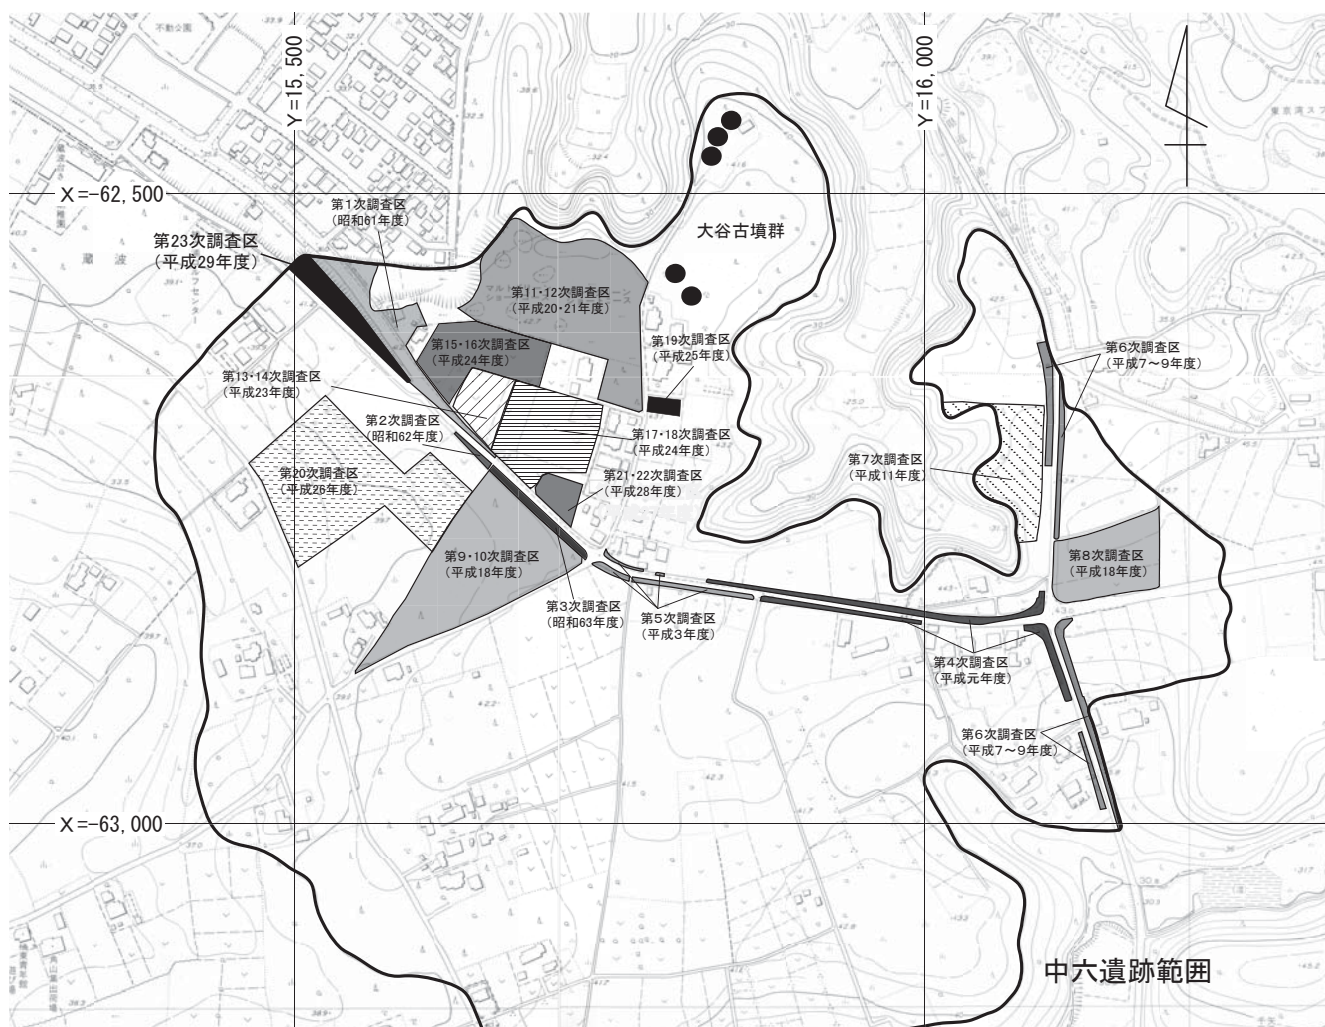 不動公園
Y=15,500
Y=16,000
X=-62,500
第1次調査区
(昭和61年度)
第23次調査区
(平成29年度)
大谷古墳群
第11・12次調査区
(平成20・21年度)
第15・16次調査区
(平成24年度)
第19次調査区
(平成25年度)
第6次調査区
(平成7~9年度)
第13・14次調査区
(平成23年度)
第2次調査区
(昭和62年度)
第17・18次調査区
(平成24年度)
第7次調査区
(平成11年度)
第20次調査区
(平成26年度)
第21・22次調査区
(平成28年度)
第9・10次調査区
(平成18年度)
第8次調査区
(平成18年度)
第3次調査区
(昭和63年度)
第5次調査区
(平成3年度)
第4次調査区
(平成元年度)
第6次調査区
(平成7~9年度)
X=-63,000
中六遺跡範囲